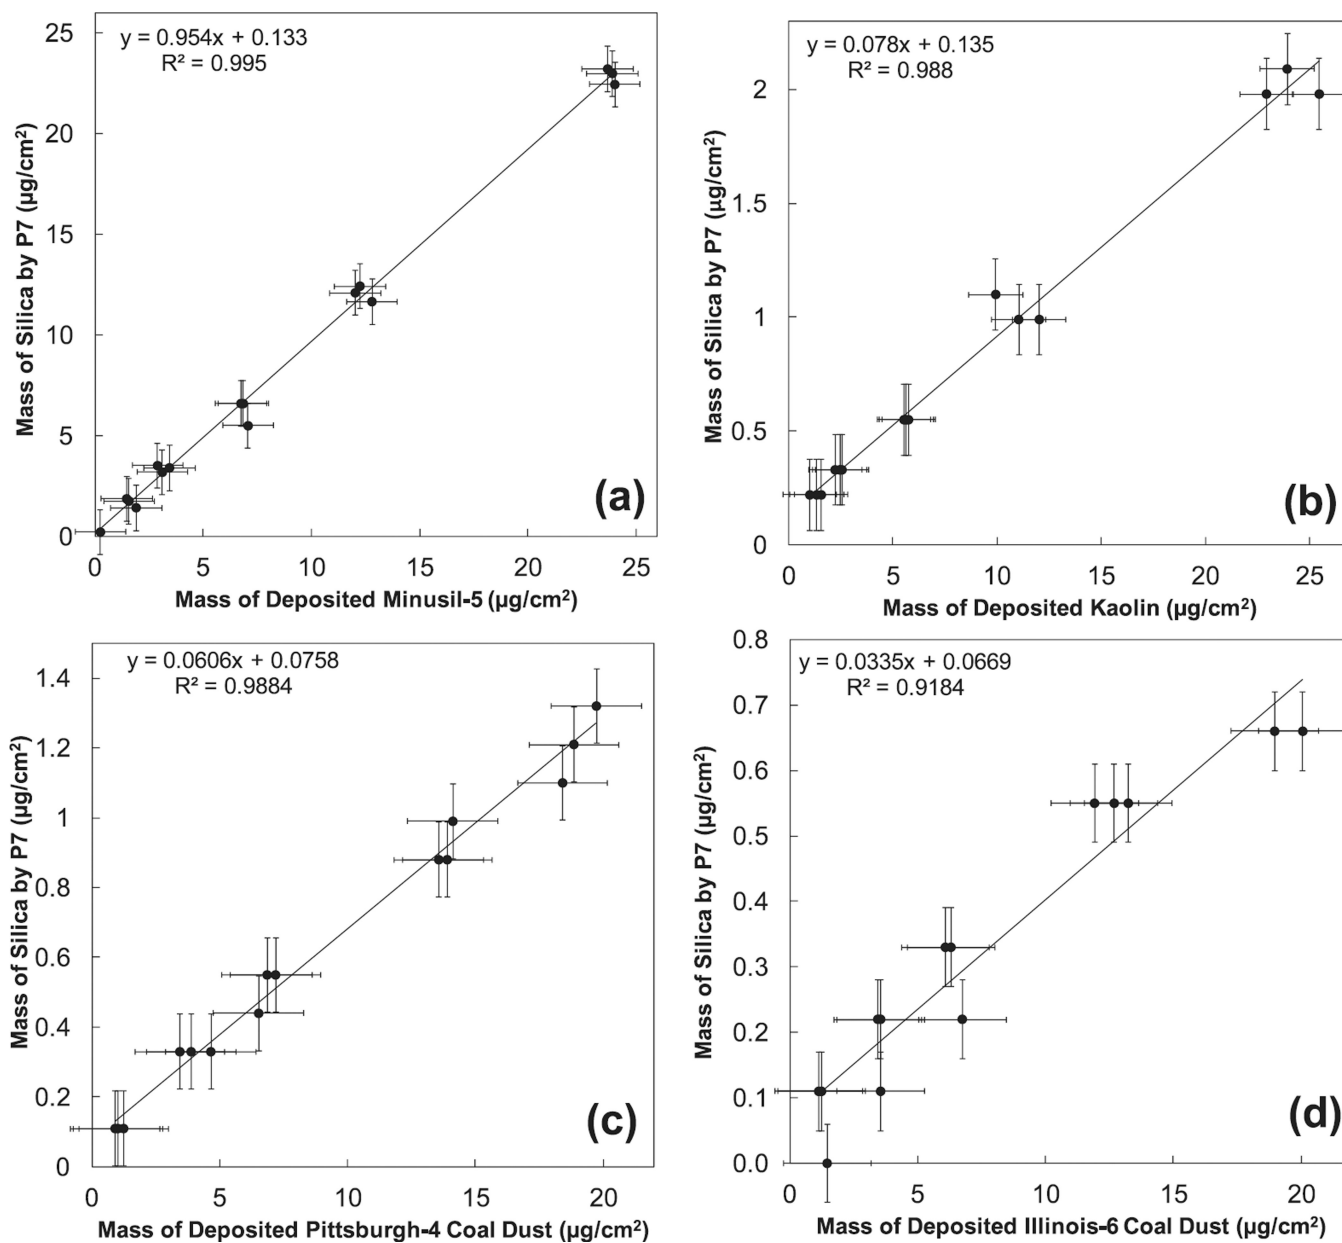 y = 0.954x + 0.133
R² = 0.995
25
20
15
10
5
0
Mass of Silica by P7 (µg/cm²)
(a)
0 5 10 15 20 25
Mass of Deposited Minusil-5 (µg/cm²)
y = 0.078x + 0.135
R² = 0.988
2
1.5
1
0.5
0
Mass of Silica by P7 (µg/cm²)
(b)
0 5 10 15 20 25
Mass of Deposited Kaolin (µg/cm²)
y = 0.0606x + 0.0758
R² = 0.9884
1.4
1.2
1
0.8
0.6
0.4
0.2
0
Mass of Silica by P7 (µg/cm²)
(c)
0 5 10 15 20
Mass of Deposited Pittsburgh-4 Coal Dust (µg/cm²)
y = 0.0335x + 0.0669
R² = 0.9184
0.8
0.7
0.6
0.5
0.4
0.3
0.2
0.1
0.0
Mass of Silica by P7 (µg/cm²)
(d)
0 5 10 15 20
Mass of Deposited Illinois-6 Coal Dust (µg/cm²)